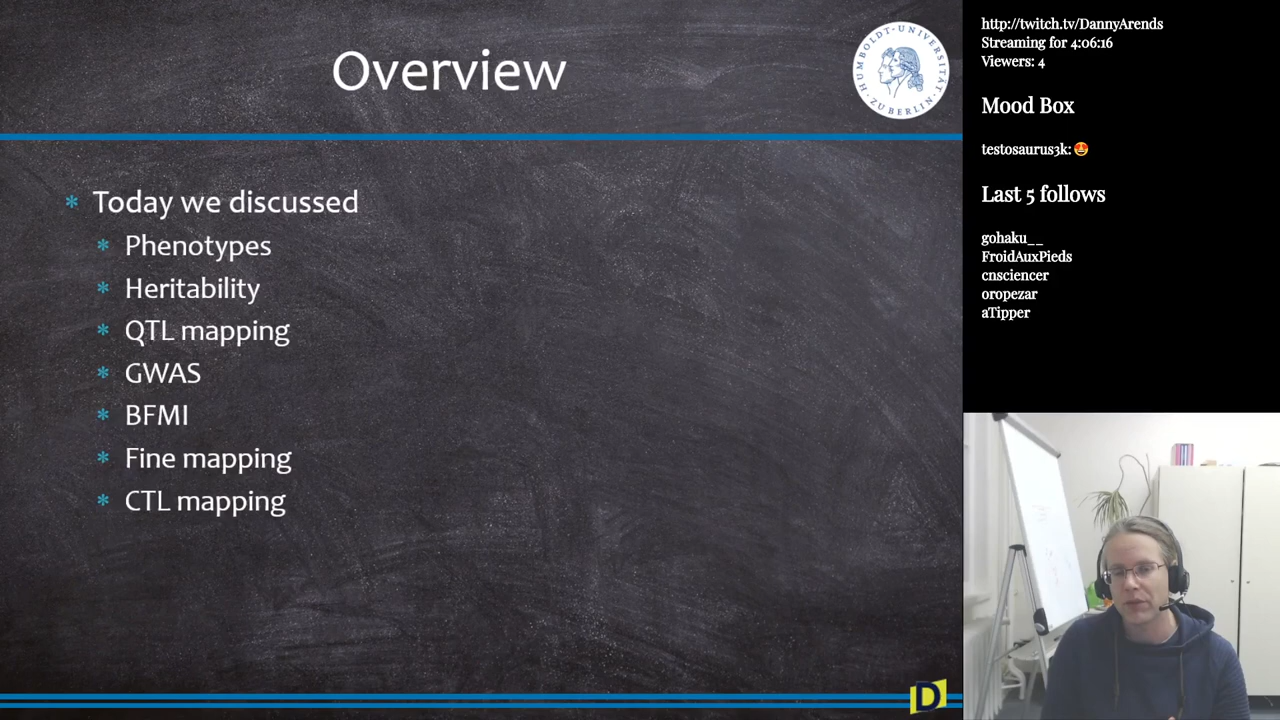 Overview
HUMBOLDT-UNIVERSITÄT
ZU BERLIN
* Today we discussed
* Phenotypes
* Heritability
* QTL mapping
* GWAS
* BFMI
* Fine mapping
* CTL mapping
D
http://twitch.tv/DannyArends
Streaming for 4:06:16
Viewers: 4
Mood Box
testosaurus3k: 🤩
Last 5 follows
gohaku__
FroidAuxPieds
cnsciencer
oropezar
aTipper